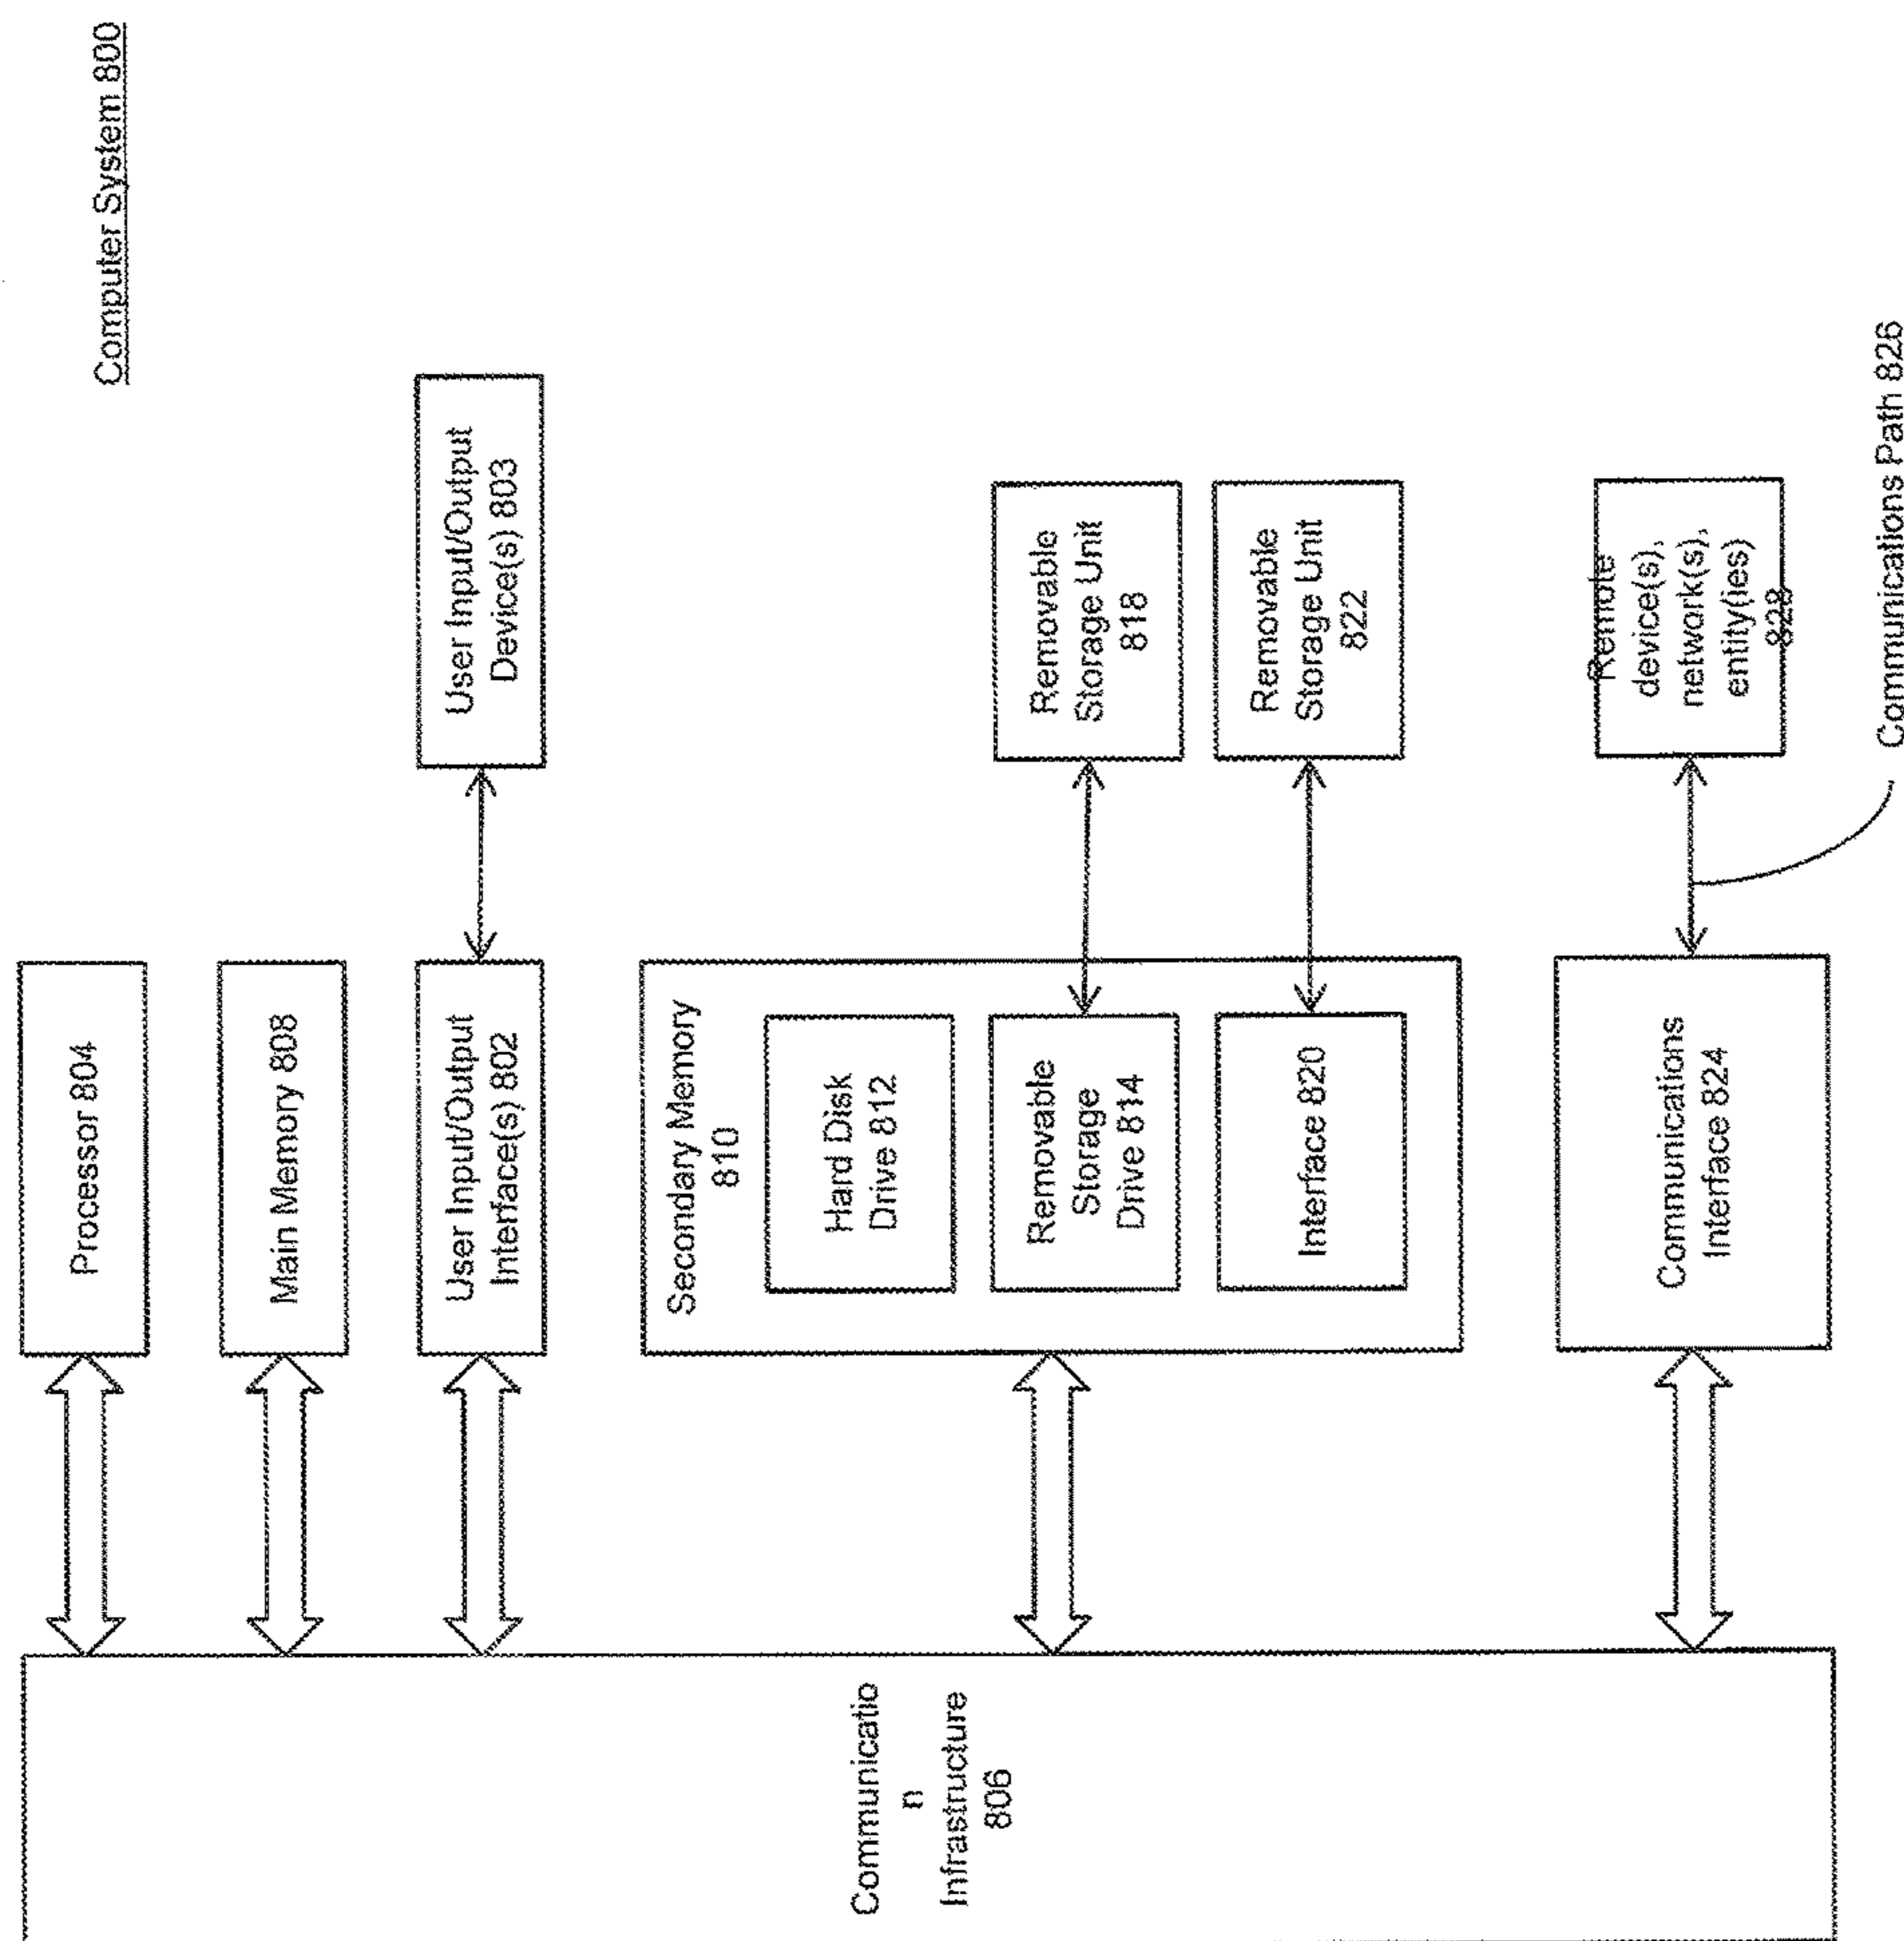 Computer System 800
Processor 804
Main Memory 808
User Input/Output
Interface(s) 802
User Input/Output
Device(s) 803
Secondary Memory
810
Hard Disk
Drive 812
Removable
Storage
Drive 814
Removable
Storage Unit
818
Interface 820
Removable
Storage Unit
822
Communications
Interface 824
Remote
device(s),
network(s),
entity(ies)
828
Communications Path 826
Communicatio
n
Infrastructure
806